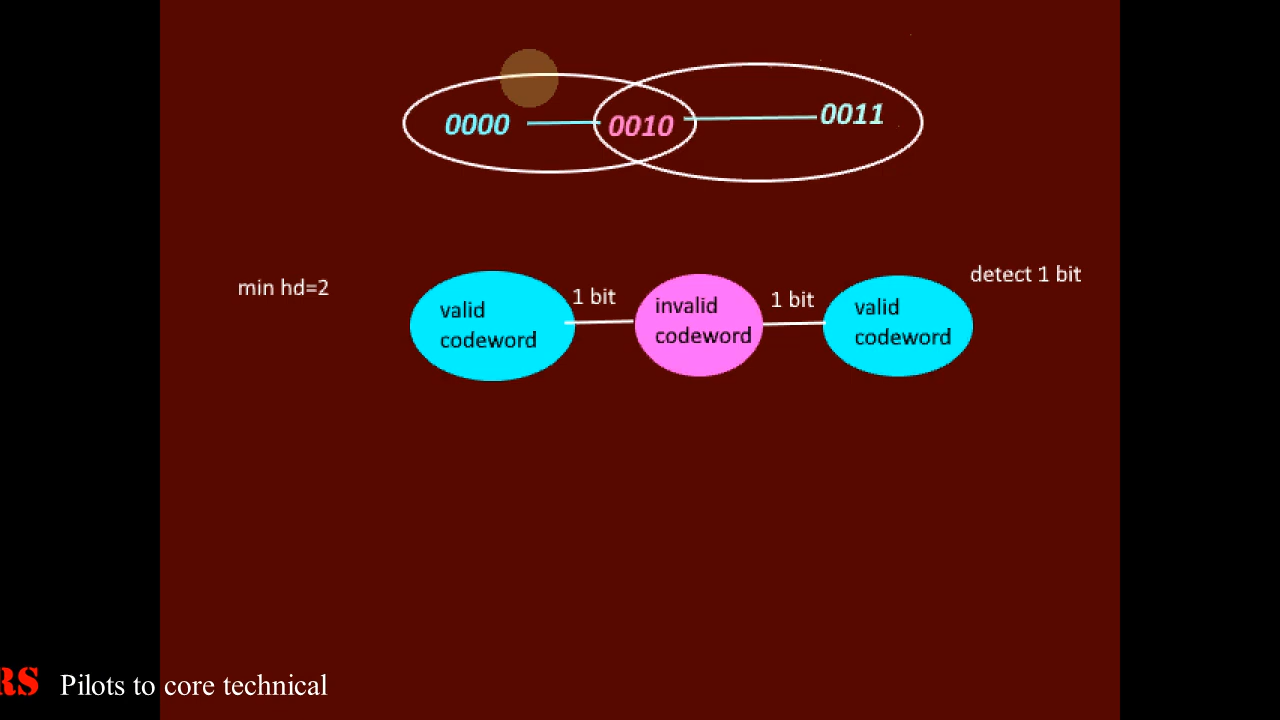 0000 0010 0011
min hd=2
valid
codeword
1 bit
invalid
codeword
1 bit
valid
codeword
detect 1 bit
RS Pilots to core technical